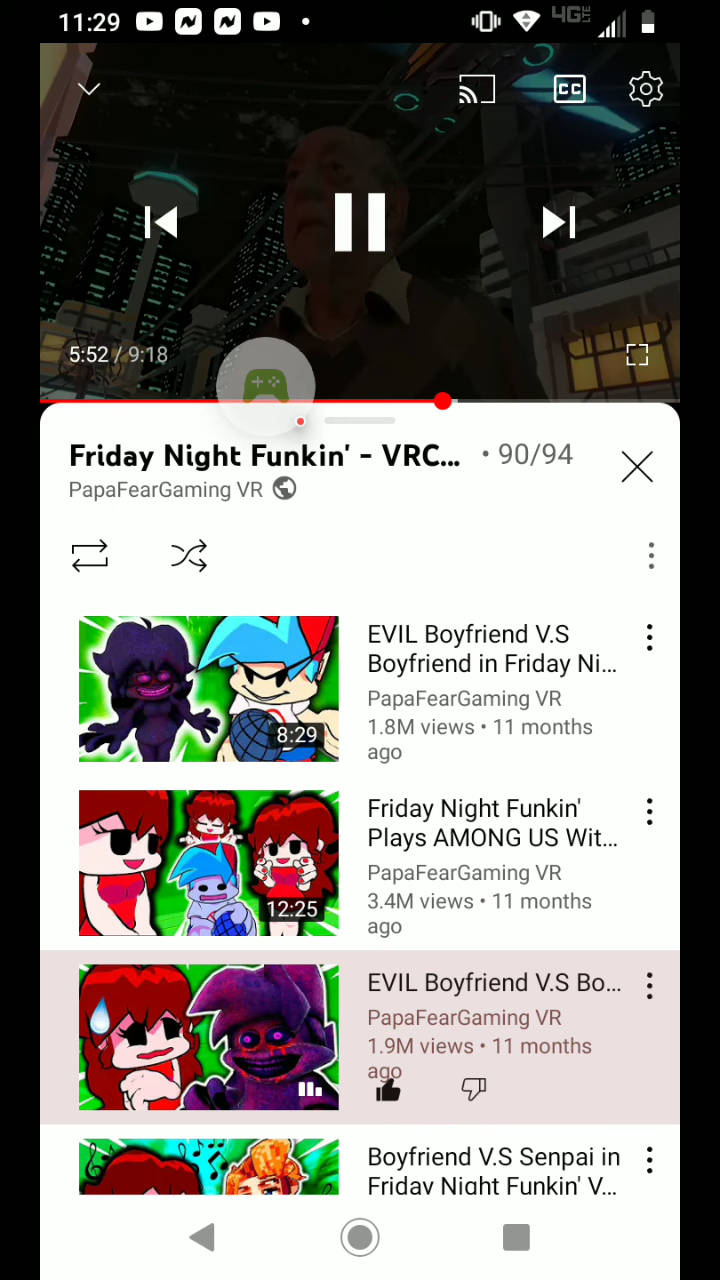 11:29
4G LTE
CC
5:52 / 9:18
Friday Night Funkin' - VRC... • 90/94
PapaFearGaming VR
EVIL Boyfriend V.S
Boyfriend in Friday Ni...
PapaFearGaming VR
1.8M views • 11 months
ago
8:29
Friday Night Funkin'
Plays AMONG US Wit...
PapaFearGaming VR
3.4M views • 11 months
ago
12:25
EVIL Boyfriend V.S Bo...
PapaFearGaming VR
1.9M views • 11 months
ago
Boyfriend V.S Senpai in
Friday Night Funkin' V...